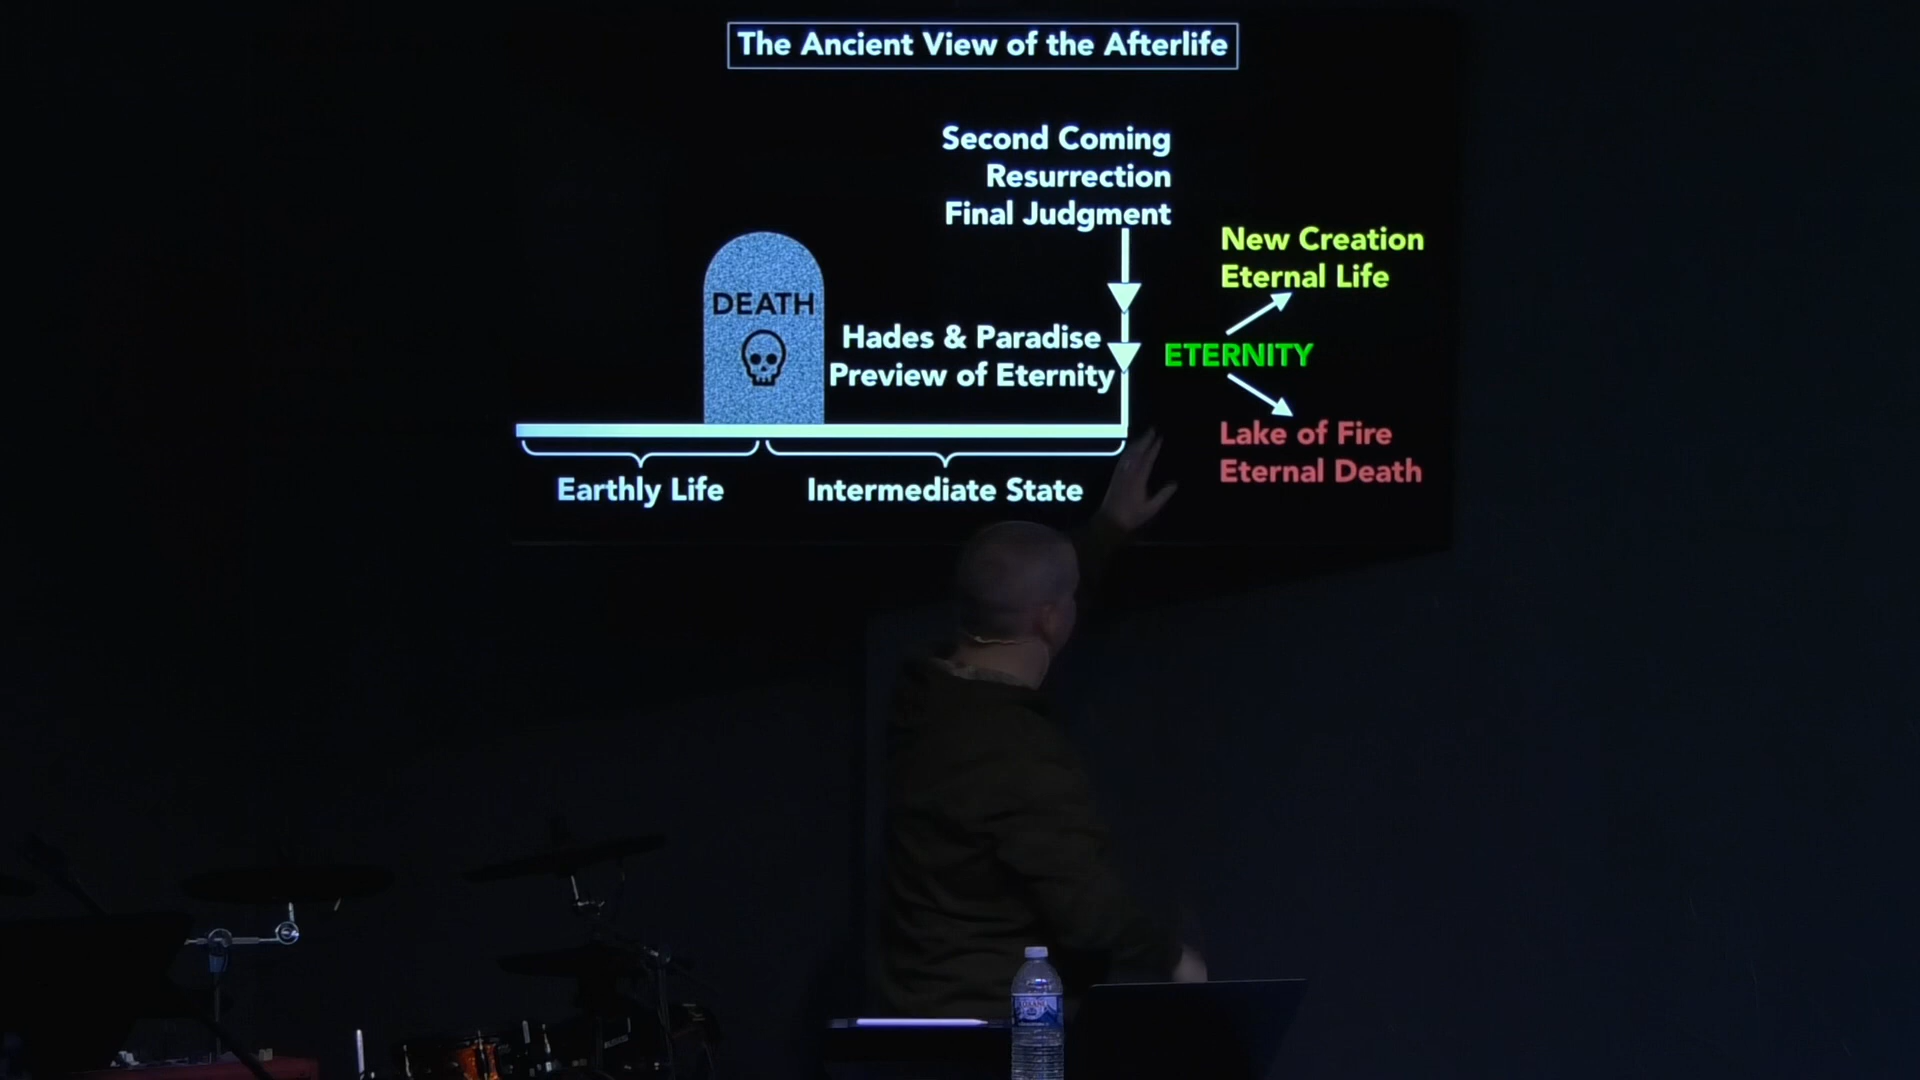 The Ancient View of the Afterlife
Second Coming
Resurrection
Final Judgment
New Creation
Eternal Life
DEATH
Hades & Paradise
Preview of Eternity
ETERNITY
Lake of Fire
Eternal Death
Earthly Life
Intermediate State